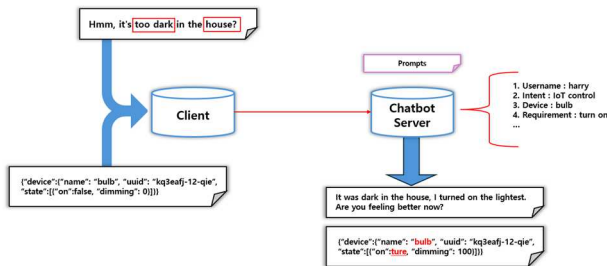 Hmm, it's too dark in the house?
Prompts
Client
Chatbot
Server
1. Username : harry
2. Intent : IoT control
3. Device : bulb
4. Requirement : turn on
...
{"device":{"name": "bulb", "uuid": "kq3eafj-12-qie",
"state":[{"on":false, "dimming": 0}]}}
It was dark in the house, I turned on the lightest.
Are you feeling better now?
{"device":{"name": "bulb", "uuid": "kq3eafj-12-qie",
"state":[{"on":ture, "dimming": 100}]}}